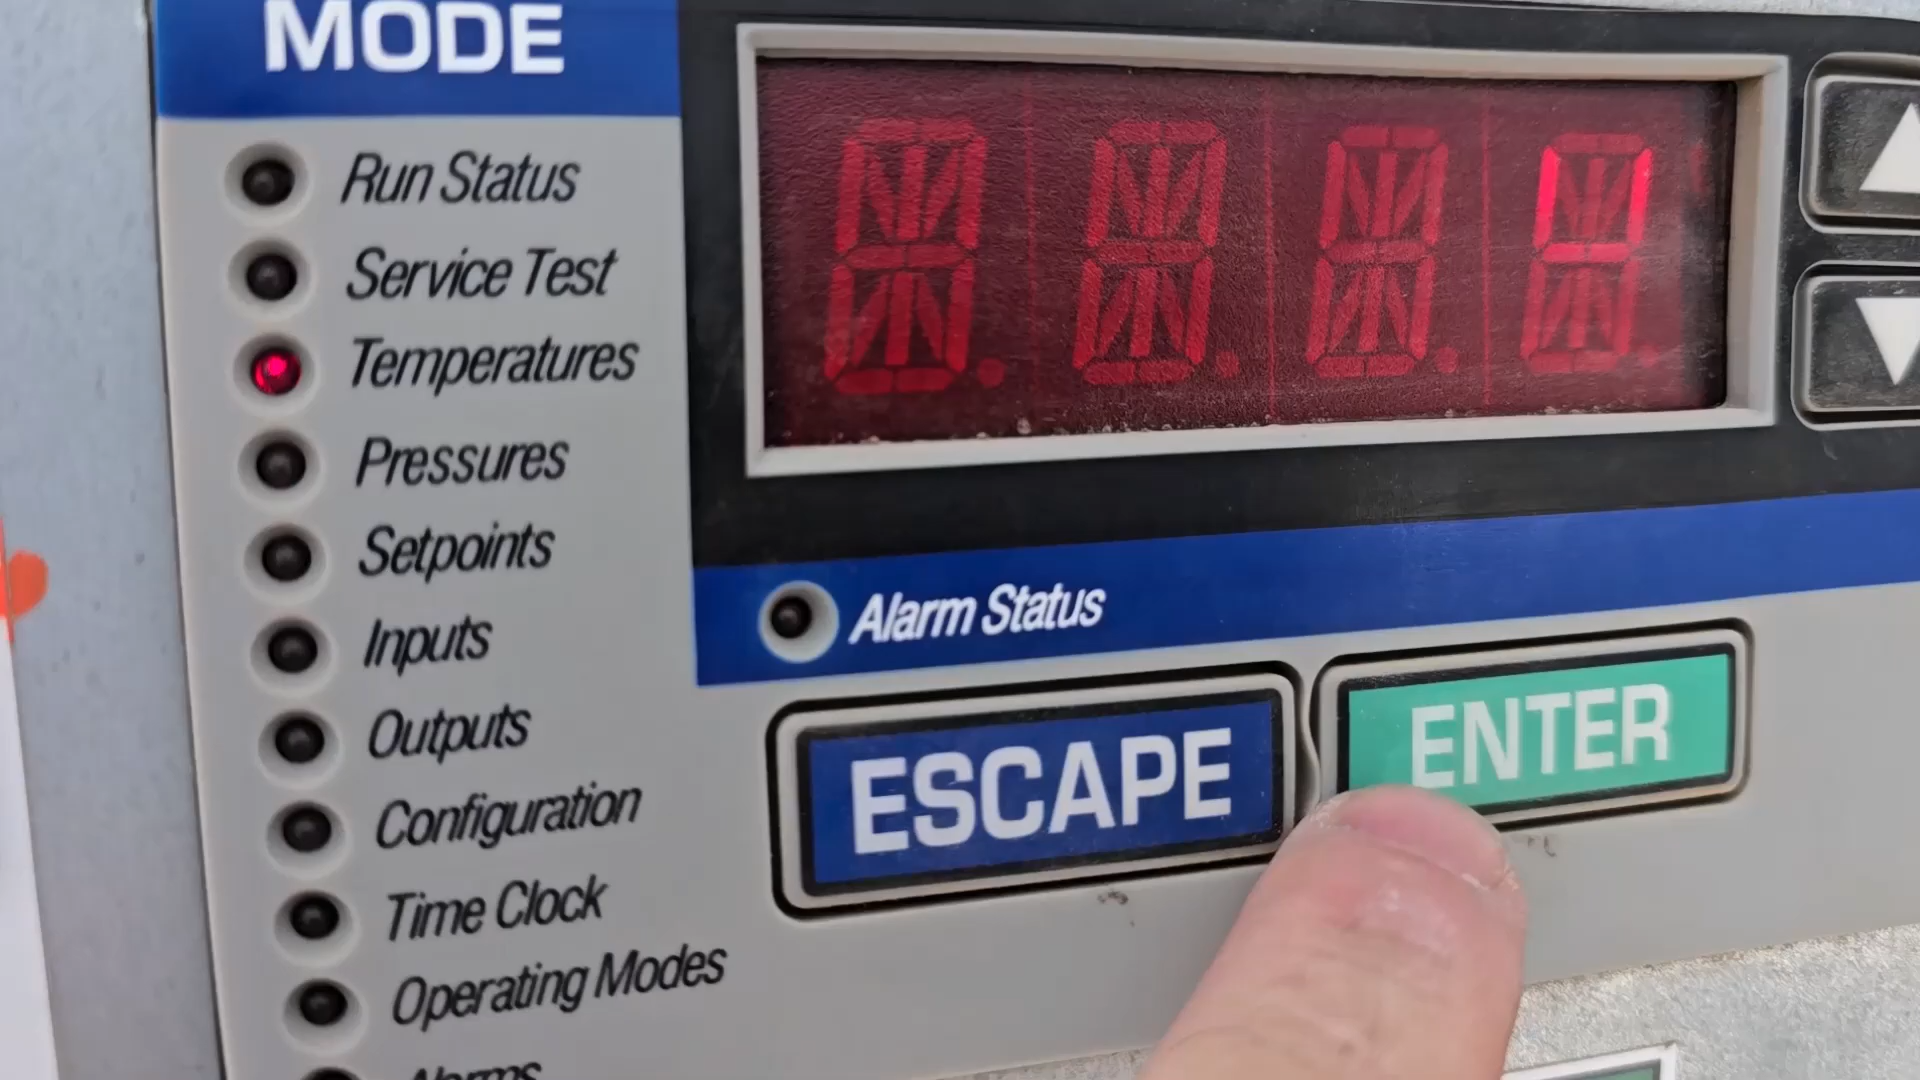 MODE
Run Status
Service Test
Temperatures
Pressures
Setpoints
Inputs
Outputs
Configuration
Time Clock
Operating Modes
Alarms
Alarm Status
ESCAPE
ENTER